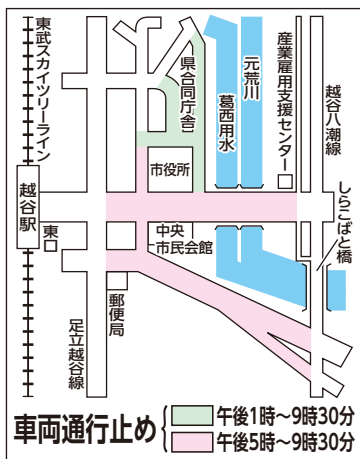 東武スカイツリーライン
越谷駅
東口
足立越谷線
郵便局
県合同庁舎
市役所
中央
市民会館
葛西用水
元荒川
産業雇用支援センター
越谷八潮線
しらこばと橋
車両通行止め
午後1時～9時30分
午後5時～9時30分